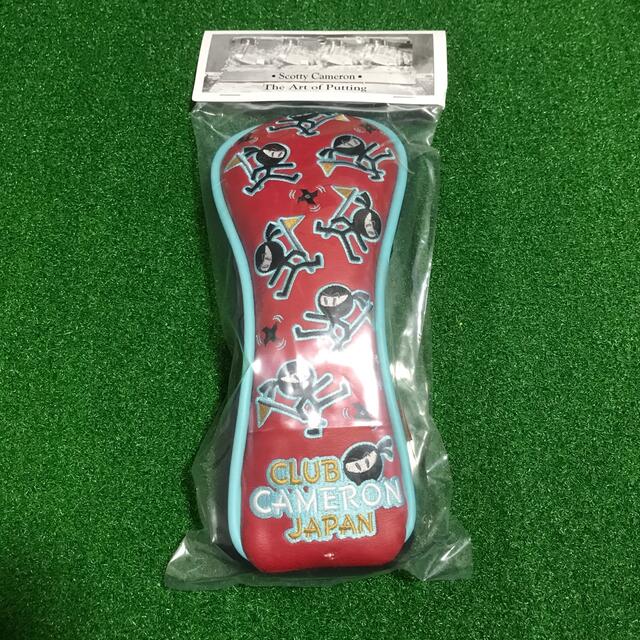 • Scotty Cameron •
The Art of Putting
CLUB
CAMERON
JAPAN